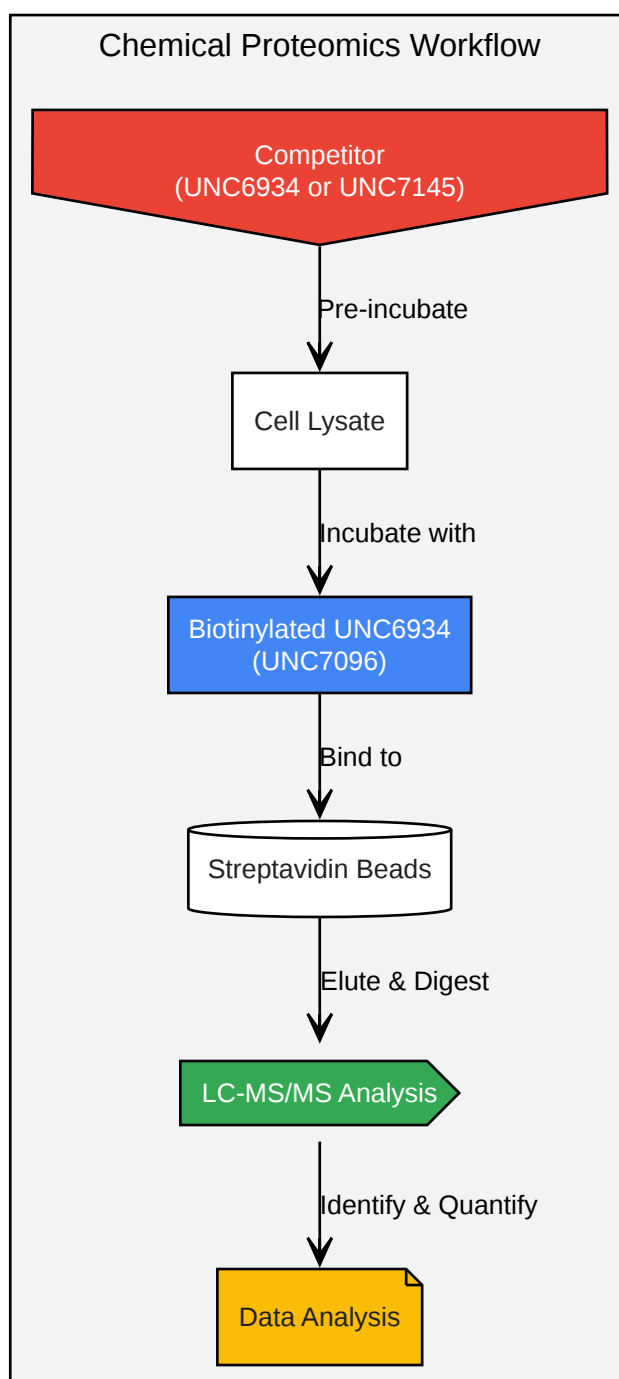 Chemical Proteomics Workflow
Competitor
(UNC6934 or UNC7145)
Pre-incubate
Cell Lysate
Incubate with
Biotinylated UNC6934
(UNC7096)
Bind to
Streptavidin Beads
Elute & Digest
LC-MS/MS Analysis
Identify & Quantify
Data Analysis